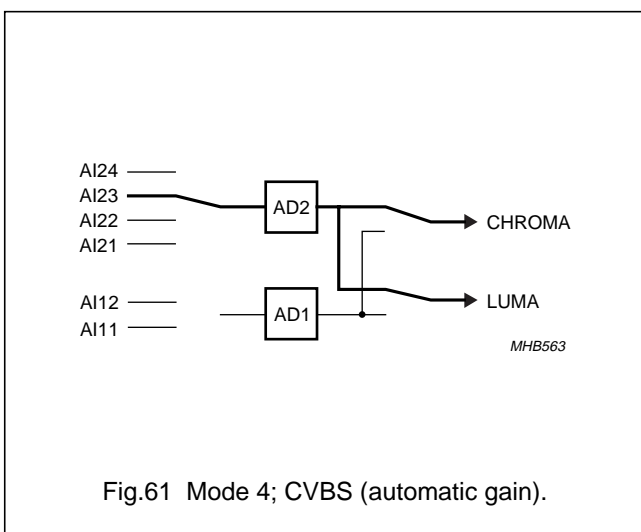 AI24
AI23
AI22
AI21
AD2
CHROMA
AI12
AI11
AD1
LUMA
MHB563
Fig.61 Mode 4; CVBS (automatic gain).